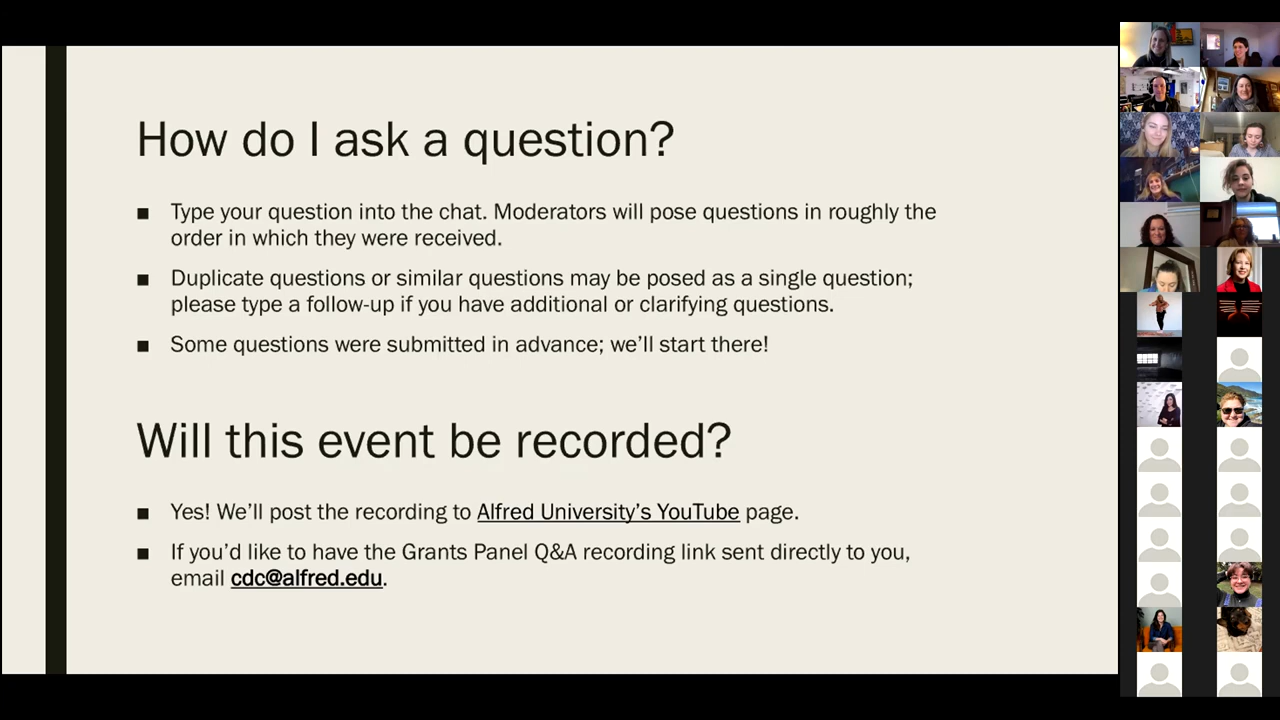 How do I ask a question?
■ Type your question into the chat. Moderators will pose questions in roughly the
order in which they were received.
■ Duplicate questions or similar questions may be posed as a single question;
please type a follow-up if you have additional or clarifying questions.
■ Some questions were submitted in advance; we’ll start there!
Will this event be recorded?
■ Yes! We’ll post the recording to Alfred University’s YouTube page.
■ If you’d like to have the Grants Panel Q&A recording link sent directly to you,
email cdc@alfred.edu.